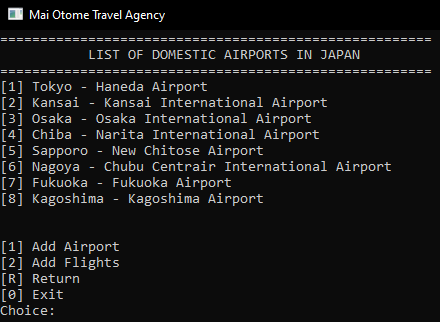 Mai Otome Travel Agency
======================================================
LIST OF DOMESTIC AIRPORTS IN JAPAN
======================================================
[1] Tokyo - Haneda Airport
[2] Kansai - Kansai International Airport
[3] Osaka - Osaka International Airport
[4] Chiba - Narita International Airport
[5] Sapporo - New Chitose Airport
[6] Nagoya - Chubu Centrair International Airport
[7] Fukuoka - Fukuoka Airport
[8] Kagoshima - Kagoshima Airport
[1] Add Airport
[2] Add Flights
[R] Return
[0] Exit
Choice: